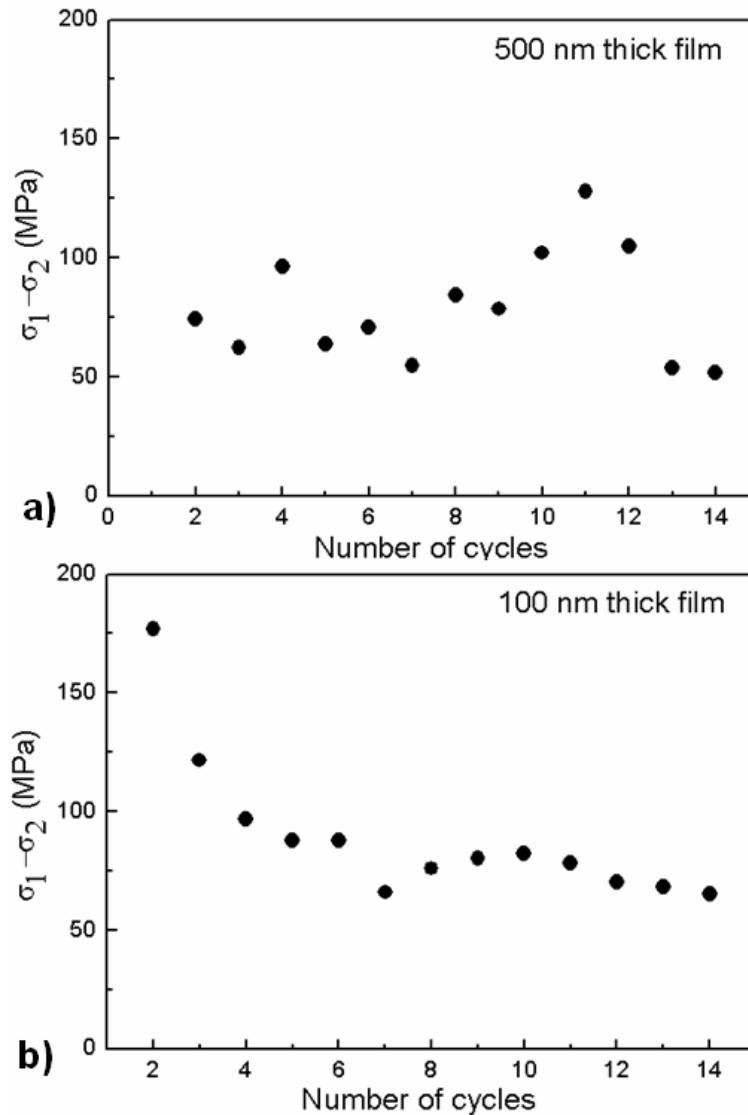 200
500 nm thick film
150
σ₁−σ₂ (MPa)
100
50
0
a)
0 2 4 6 8 10 12 14
Number of cycles
200
100 nm thick film
150
σ₁−σ₂ (MPa)
100
50
0
b)
2 4 6 8 10 12 14
Number of cycles